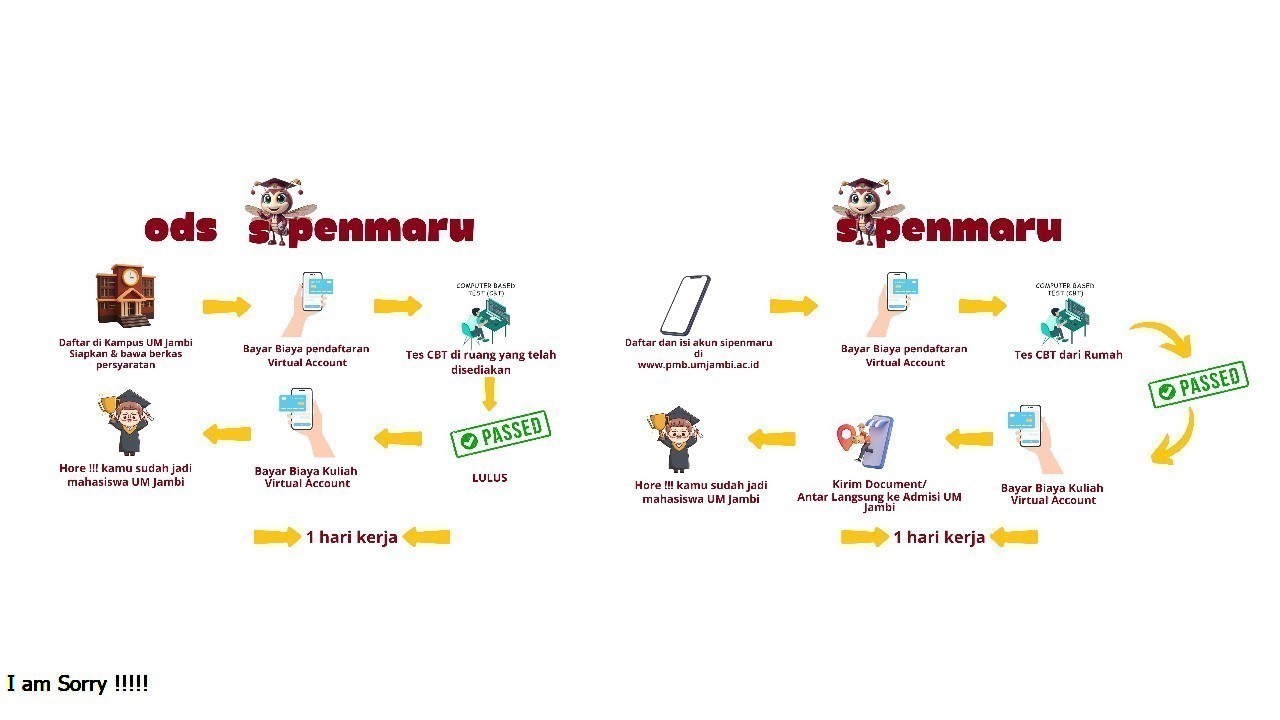 ods sipenmaru
Daftar di Kampus UM Jambi
Siapkan & bawa berkas
persyaratan
Bayar Biaya pendaftaran
Virtual Account
COMPUTER BASED
TEST (CBT)
Tes CBT di ruang yang telah
disediakan
PASSED
LULUS
Bayar Biaya Kuliah
Virtual Account
Hore !!! kamu sudah jadi
mahasiswa UM Jambi
1 hari kerja
sipenmaru
Daftar dan isi akun sipenmaru
di
www.pmb.umjambi.ac.id
Bayar Biaya pendaftaran
Virtual Account
COMPUTER BASED
TEST (CBT)
Tes CBT dari Rumah
PASSED
Bayar Biaya Kuliah
Virtual Account
Kirim Document/
Antar Langsung ke Admisi UM
Jambi
Hore !!! kamu sudah jadi
mahasiswa UM Jambi
1 hari kerja
I am Sorry !!!!!